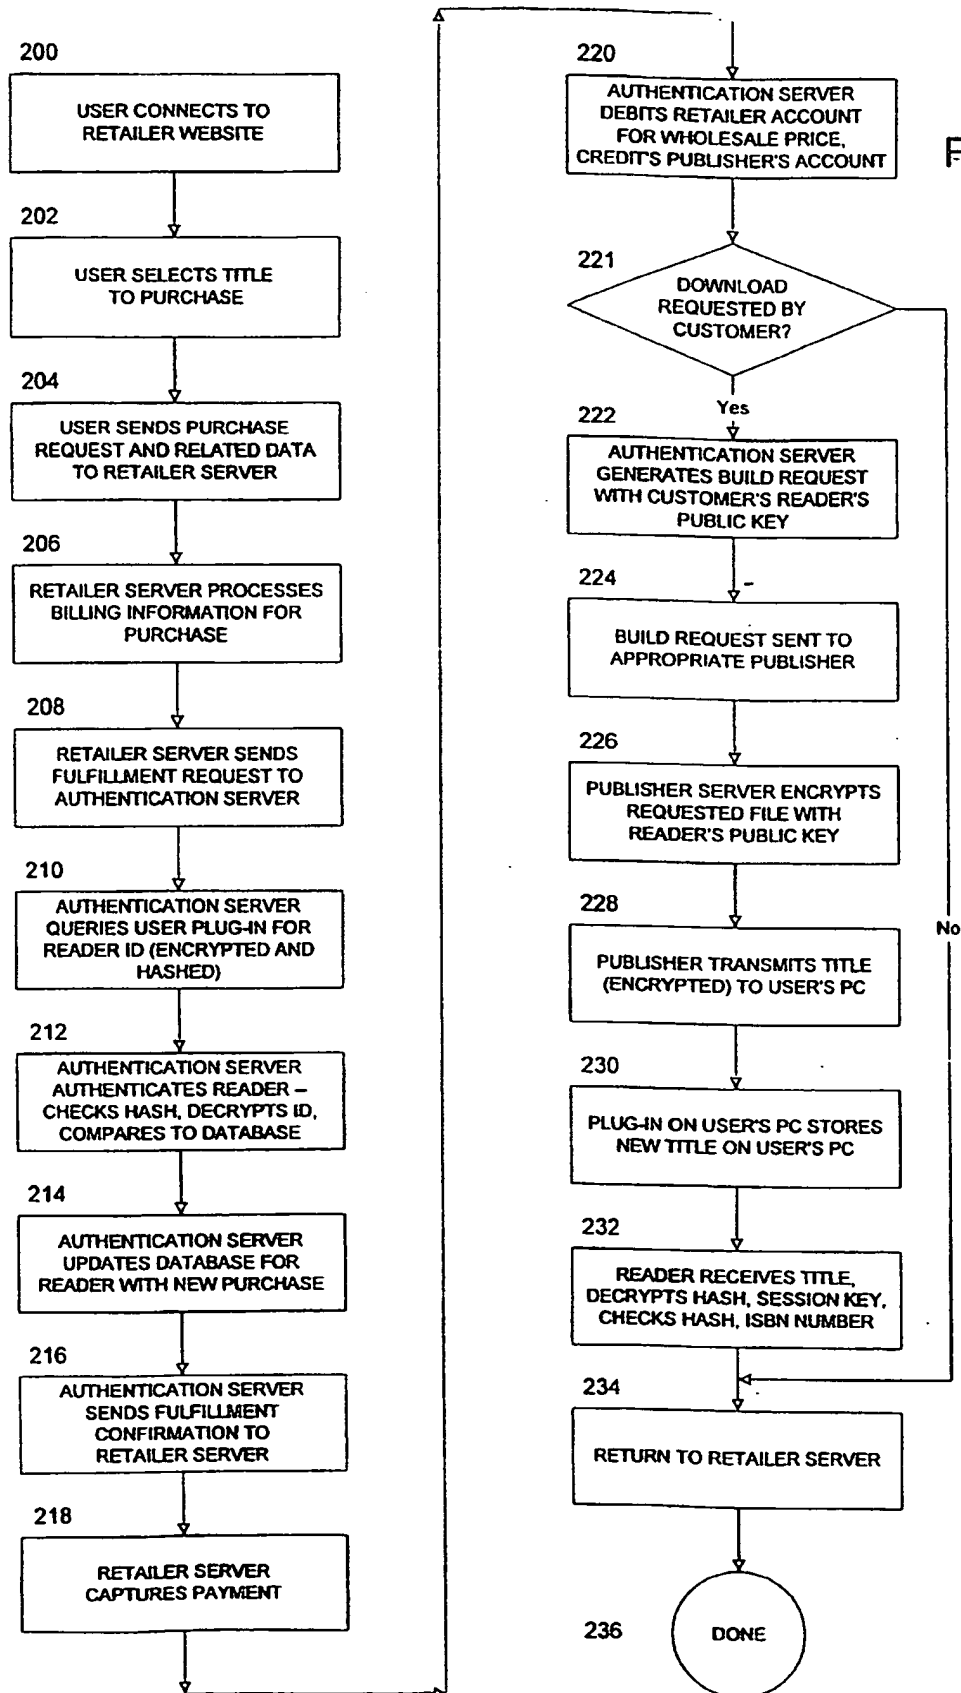 200
USER CONNECTS TO
RETAILER WEBSITE
202
USER SELECTS TITLE
TO PURCHASE
204
USER SENDS PURCHASE
REQUEST AND RELATED DATA
TO RETAILER SERVER
206
RETAILER SERVER PROCESSES
BILLING INFORMATION FOR
PURCHASE
208
RETAILER SERVER SENDS
FULFILLMENT REQUEST TO
AUTHENTICATION SERVER
210
AUTHENTICATION SERVER
QUERIES USER PLUG-IN FOR
READER ID (ENCRYPTED AND
HASHED)
212
AUTHENTICATION SERVER
AUTHENTICATES READER –
CHECKS HASH, DECRYPTS ID,
COMPARES TO DATABASE
214
AUTHENTICATION SERVER
UPDATES DATABASE FOR
READER WITH NEW PURCHASE
216
AUTHENTICATION SERVER
SENDS FULFILLMENT
CONFIRMATION TO
RETAILER SERVER
218
RETAILER SERVER
CAPTURES PAYMENT
220
AUTHENTICATION SERVER
DEBITS RETAILER ACCOUNT
FOR WHOLESALE PRICE,
CREDIT'S PUBLISHER'S ACCOUNT
221
DOWNLOAD
REQUESTED BY
CUSTOMER?
Yes
222
AUTHENTICATION SERVER
GENERATES BUILD REQUEST
WITH CUSTOMER'S READER'S
PUBLIC KEY
224
BUILD REQUEST SENT TO
APPROPRIATE PUBLISHER
226
PUBLISHER SERVER ENCRYPTS
REQUESTED FILE WITH
READER'S PUBLIC KEY
228
No
PUBLISHER TRANSMITS TITLE
(ENCRYPTED) TO USER'S PC
230
PLUG-IN ON USER'S PC STORES
NEW TITLE ON USER'S PC
232
READER RECEIVES TITLE,
DECRYPTS HASH, SESSION KEY,
CHECKS HASH, ISBN NUMBER
234
RETURN TO RETAILER SERVER
236
DONE